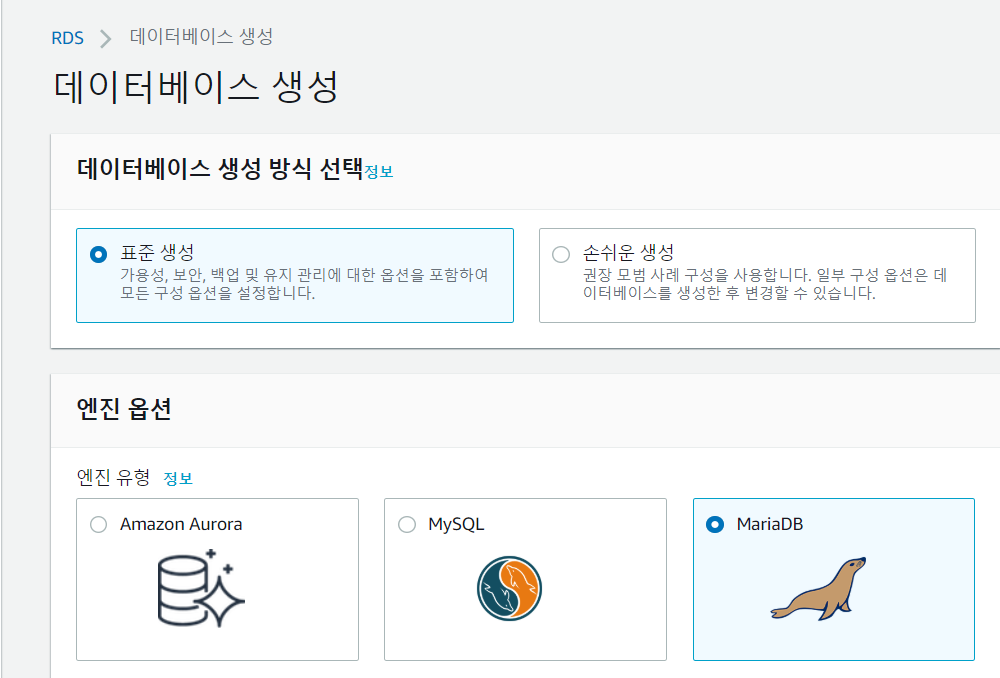 RDS > 데이터베이스 생성
데이터베이스 생성
데이터베이스 생성 방식 선택정보
표준 생성
가용성, 보안, 백업 및 유지 관리에 대한 옵션을 포함하여
모든 구성 옵션을 설정합니다.
손쉬운 생성
권장 모범 사례 구성을 사용합니다. 일부 구성 옵션은 데
이터베이스를 생성한 후 변경할 수 있습니다.
엔진 옵션
엔진 유형 정보
Amazon Aurora
MySQL
MariaDB